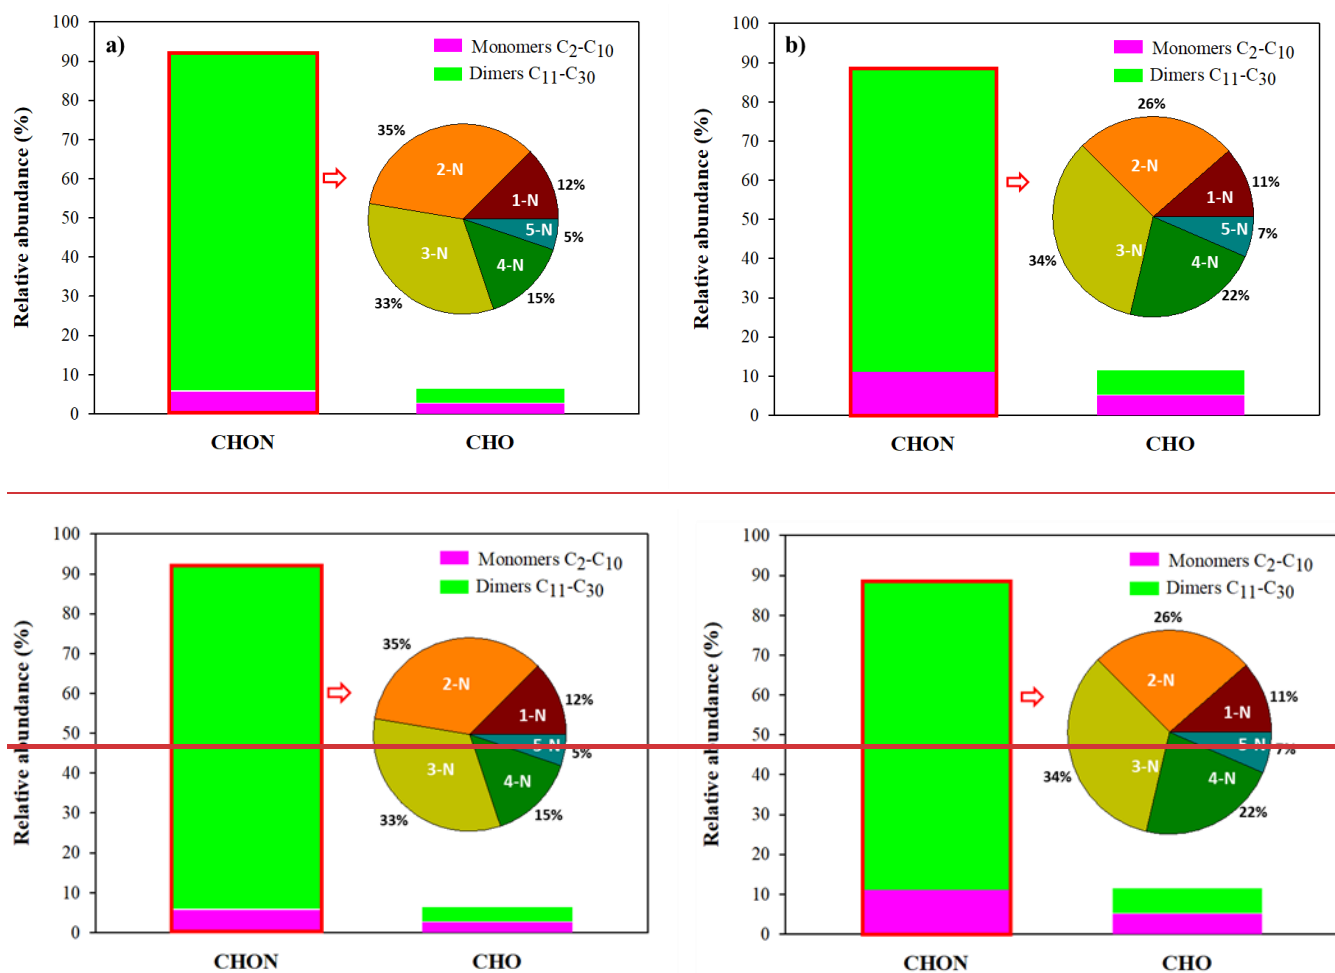 a)
Monomers C2-C10
Dimers C11-C30
Relative abundance (%)
100
90
80
70
60
50
40
30
20
10
0
35%
2-N
12%
1-N
5-N
5%
3-N
4-N
33%
15%
CHON
CHO
b)
Monomers C2-C10
Dimers C11-C30
Relative abundance (%)
100
90
80
70
60
50
40
30
20
10
0
26%
2-N
11%
1-N
5-N
7%
3-N
4-N
34%
22%
CHON
CHO
Monomers C2-C10
Dimers C11-C30
Relative abundance (%)
100
90
80
70
60
50
40
30
20
10
0
35%
2-N
12%
1-N
5-N
5%
3-N
4-N
33%
15%
CHON
CHO
Monomers C2-C10
Dimers C11-C30
Relative abundance (%)
100
90
80
70
60
50
40
30
20
10
0
26%
2-N
11%
1-N
5-N
7%
3-N
4-N
34%
22%
CHON
CHO